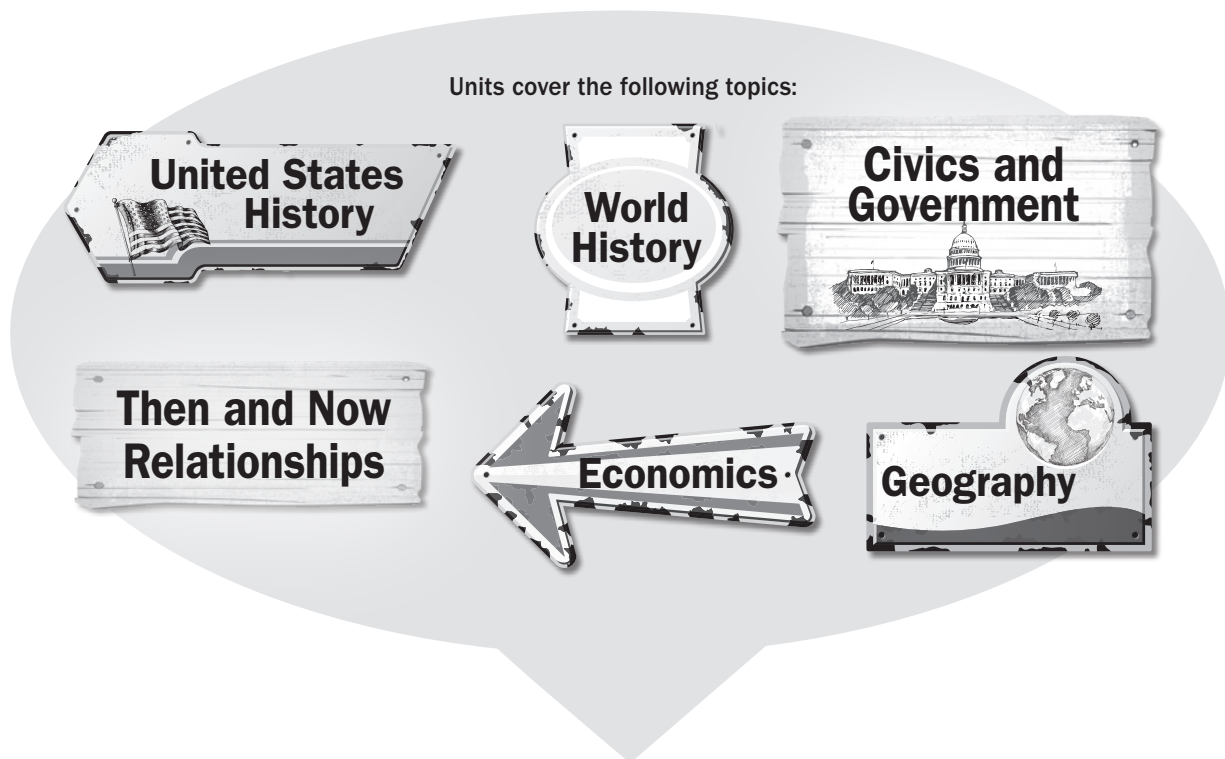 Units cover the following topics:
United States
History
World
History
Civics and
Government
Then and Now
Relationships
Economics
Geography